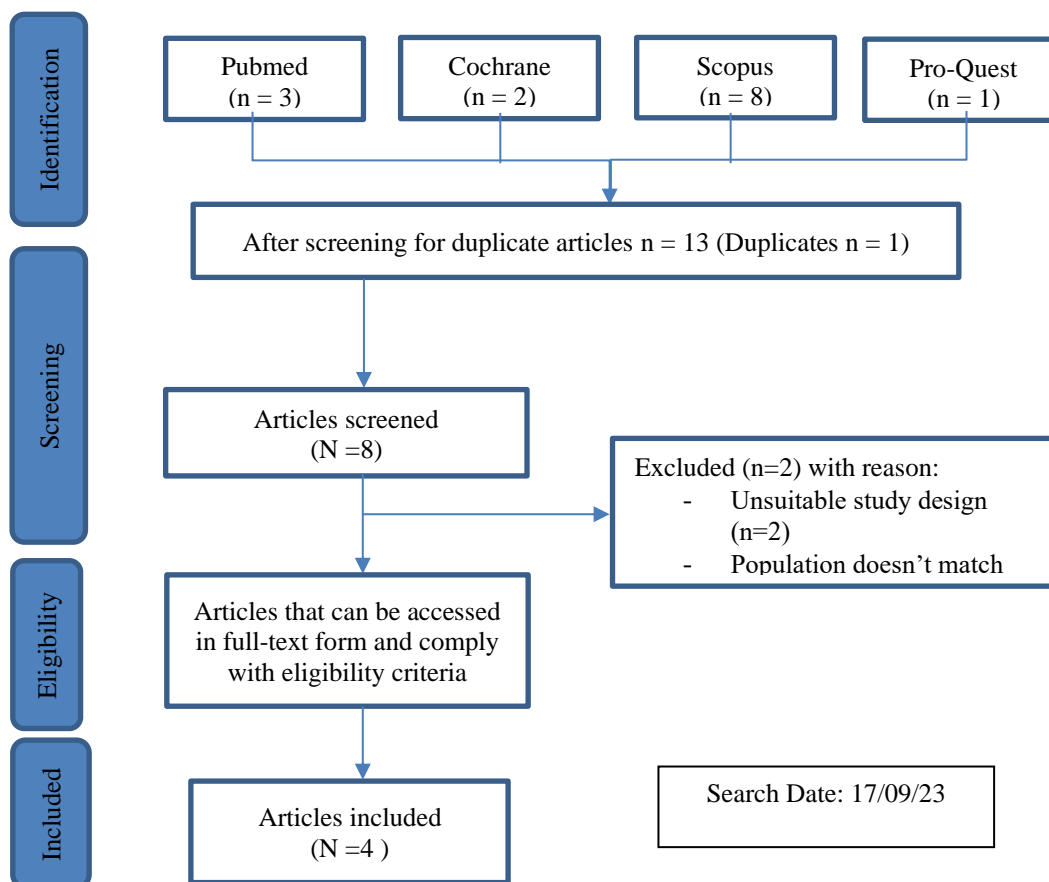 Identification
Pubmed
(n = 3)
Cochrane
(n = 2)
Scopus
(n = 8)
Pro-Quest
(n = 1)
After screening for duplicate articles n = 13 (Duplicates n = 1)
Screening
Articles screened
(N =8)
Excluded (n=2) with reason:
- Unsuitable study design
(n=2)
- Population doesn’t match
Eligibility
Articles that can be accessed
in full-text form and comply
with eligibility criteria
Included
Articles included
(N =4 )
Search Date: 17/09/23